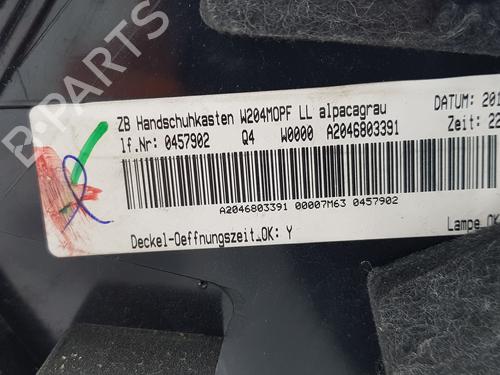 ZB Handschuhkasten W204MOPF LL alpacagrau
DATUM: 201
lf.Nr: 0457902 Q4 W0000 A2046803391
Zeit: 22
A2046803391 00007M63 0457902
Deckel-Oeffnungszeit_OK: Y
Lampe_OK
B-PARTS